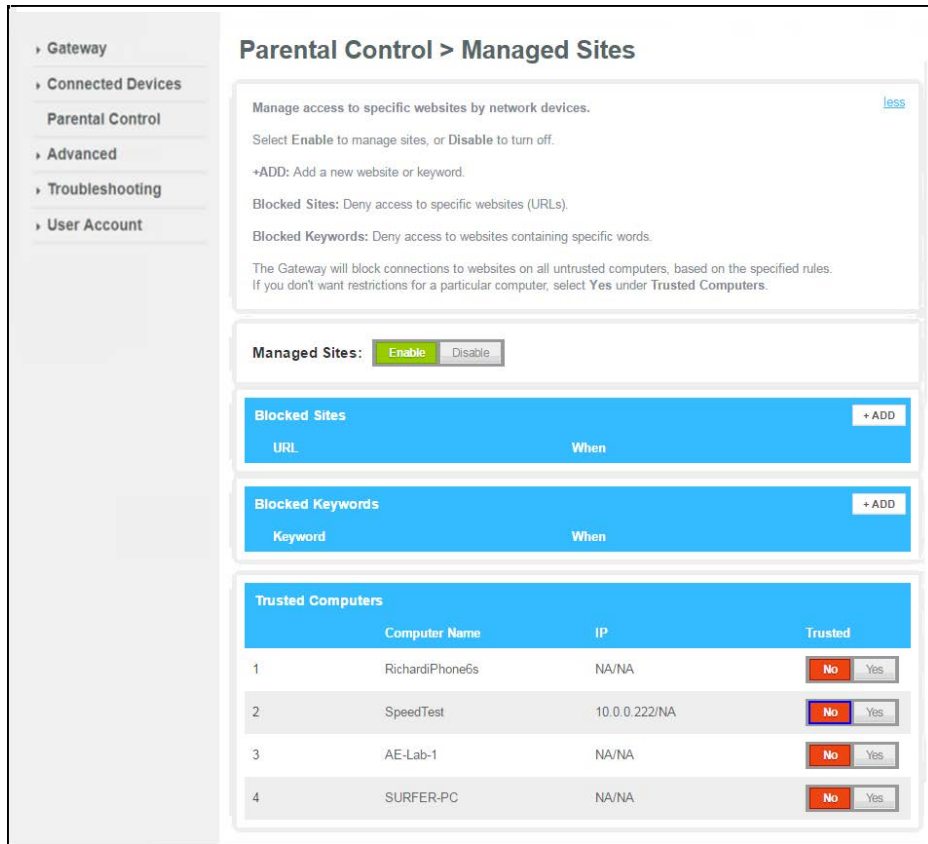 Gateway
Connected Devices
Parental Control
Advanced
Troubleshooting
User Account
Parental Control > Managed Sites
Manage access to specific websites by network devices.
less
Select Enable to manage sites, or Disable to turn off.
+ADD: Add a new website or keyword.
Blocked Sites: Deny access to specific websites (URLs).
Blocked Keywords: Deny access to websites containing specific words.
The Gateway will block connections to websites on all untrusted computers, based on the specified rules.
If you don't want restrictions for a particular computer, select Yes under Trusted Computers.
Managed Sites: Enable Disable
Blocked Sites + ADD
URL When
Blocked Keywords + ADD
Keyword When
Trusted Computers
Computer Name IP Trusted
1 RichardiPhone6s NA/NA No Yes
2 SpeedTest 10.0.0.222/NA No Yes
3 AE-Lab-1 NA/NA No Yes
4 SURFER-PC NA/NA No Yes